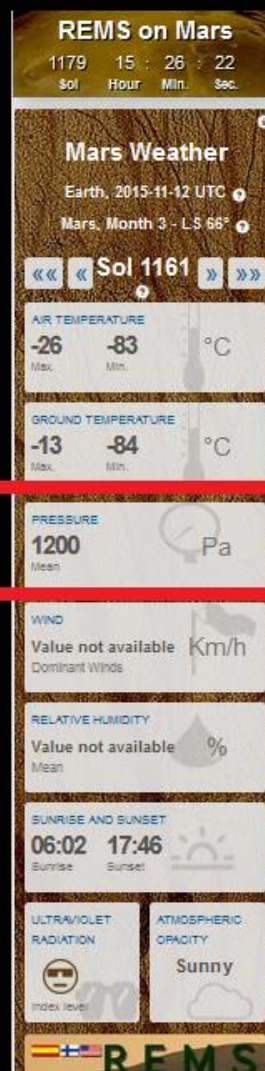 REMS on Mars
1179 15 : 26 : 22
Sol Hour Min. Sec.
Mars Weather
Earth, 2015-11-12 UTC ?
Mars, Month 3 - LS 66° ?
«« « Sol 1161 » »»
?
AIR TEMPERATURE
-26 -83 °C
Max. Min.
GROUND TEMPERATURE
-13 -84 °C
Max. Min.
PRESSURE
1200 Pa
Mean
WIND
Value not available Km/h
Dominant Winds
RELATIVE HUMIDITY
Value not available %
Mean
SUNRISE AND SUNSET
06:02 17:46
Sunrise Sunset
ULTRAVIOLET RADIATION
Index level
ATMOSPHERIC OPACITY
Sunny
REMS